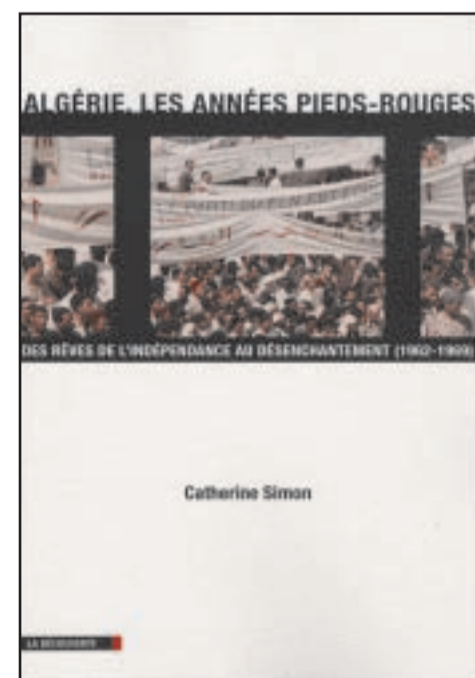 ALGÉRIE, LES ANNÉES PIEDS-ROUGES
DES RÊVES DE L'INDÉPENDANCE AU DÉSENCHANTEMENT (1962-1969)
Catherine Simon
LA DÉCOUVERTE